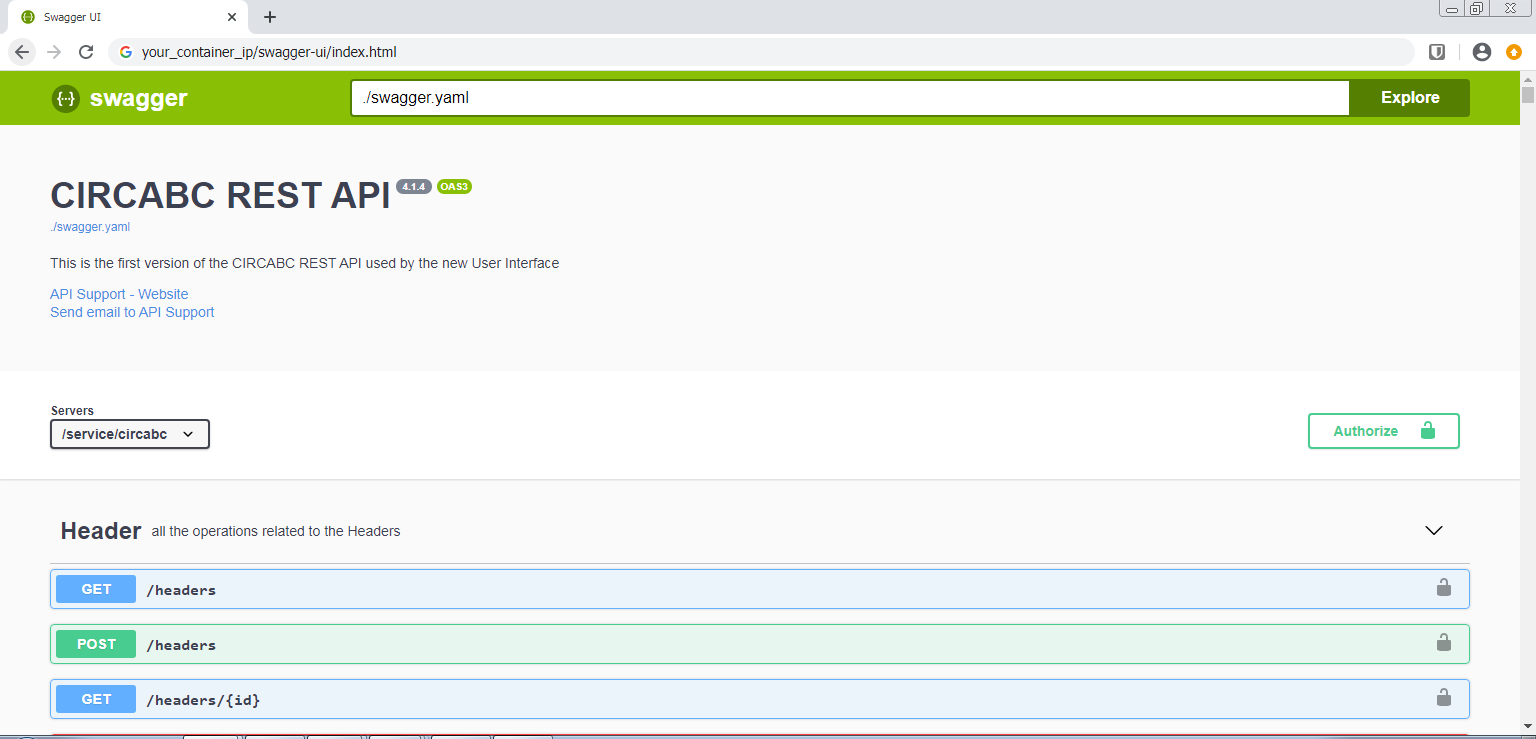 Swagger UI
your_container_ip/swagger-ui/index.html
swagger
./swagger.yaml
Explore
CIRCABC REST API 4.1.4 OAS3
./swagger.yaml
This is the first version of the CIRCABC REST API used by the new User Interface
API Support - Website
Send email to API Support
Servers
/service/circabc
Authorize
Header all the operations related to the Headers
GET /headers
POST /headers
GET /headers/{id}